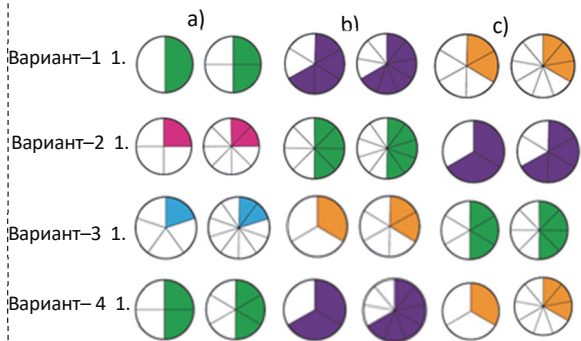 a) b) c)
Вариант–1 1.
Вариант–2 1.
Вариант–3 1.
Вариант– 4 1.